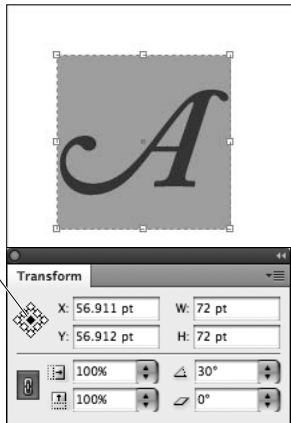 A
Transform
X: 56.911 pt W: 72 pt
Y: 56.912 pt H: 72 pt
100% 30°
100% 0°